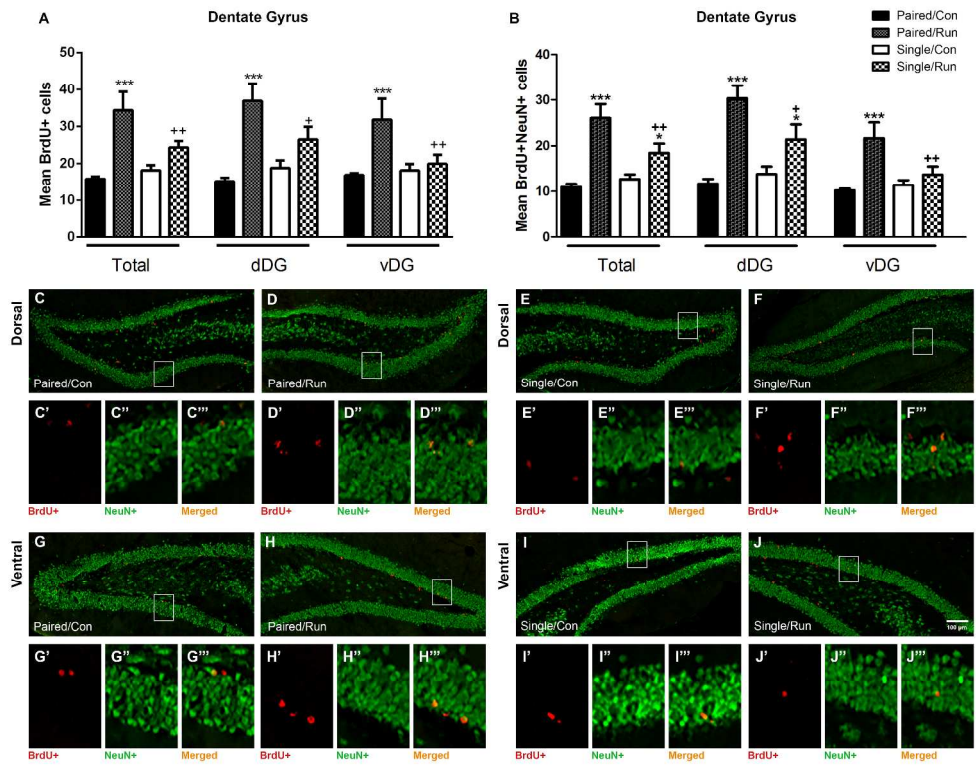 A
Dentate Gyrus
Mean BrdU+ cells
50
40
30
20
10
0
***
++
***
+
***
++
Total
dDG
vDG
B
Dentate Gyrus
Paired/Con
Paired/Run
Single/Con
Single/Run
Mean BrdU+NeuN+ cells
40
30
20
10
0
***
++
*
***
+
*
***
++
Total
dDG
vDG
Dorsal
C
Paired/Con
D
Paired/Run
Dorsal
E
Single/Con
F
Single/Run
C' C'' C''' D' D'' D'''
BrdU+ NeuN+ Merged BrdU+ NeuN+ Merged
E' E'' E''' F' F'' F'''
BrdU+ NeuN+ Merged BrdU+ NeuN+ Merged
Ventral
G
Paired/Con
H
Paired/Run
Ventral
I
Single/Con
J
Single/Run
100 µm
G' G'' G''' H' H'' H'''
BrdU+ NeuN+ Merged BrdU+ NeuN+ Merged
I' I'' I''' J' J'' J'''
BrdU+ NeuN+ Merged BrdU+ NeuN+ Merged